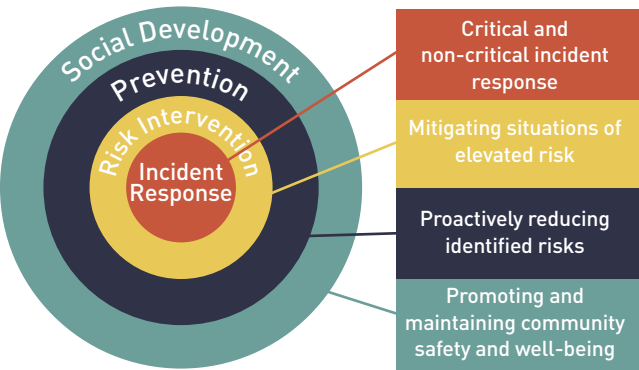 Social Development
Prevention
Risk Intervention
Incident
Response
Critical and
non-critical incident
response
Mitigating situations of
elevated risk
Proactively reducing
identified risks
Promoting and
maintaining community
safety and well-being